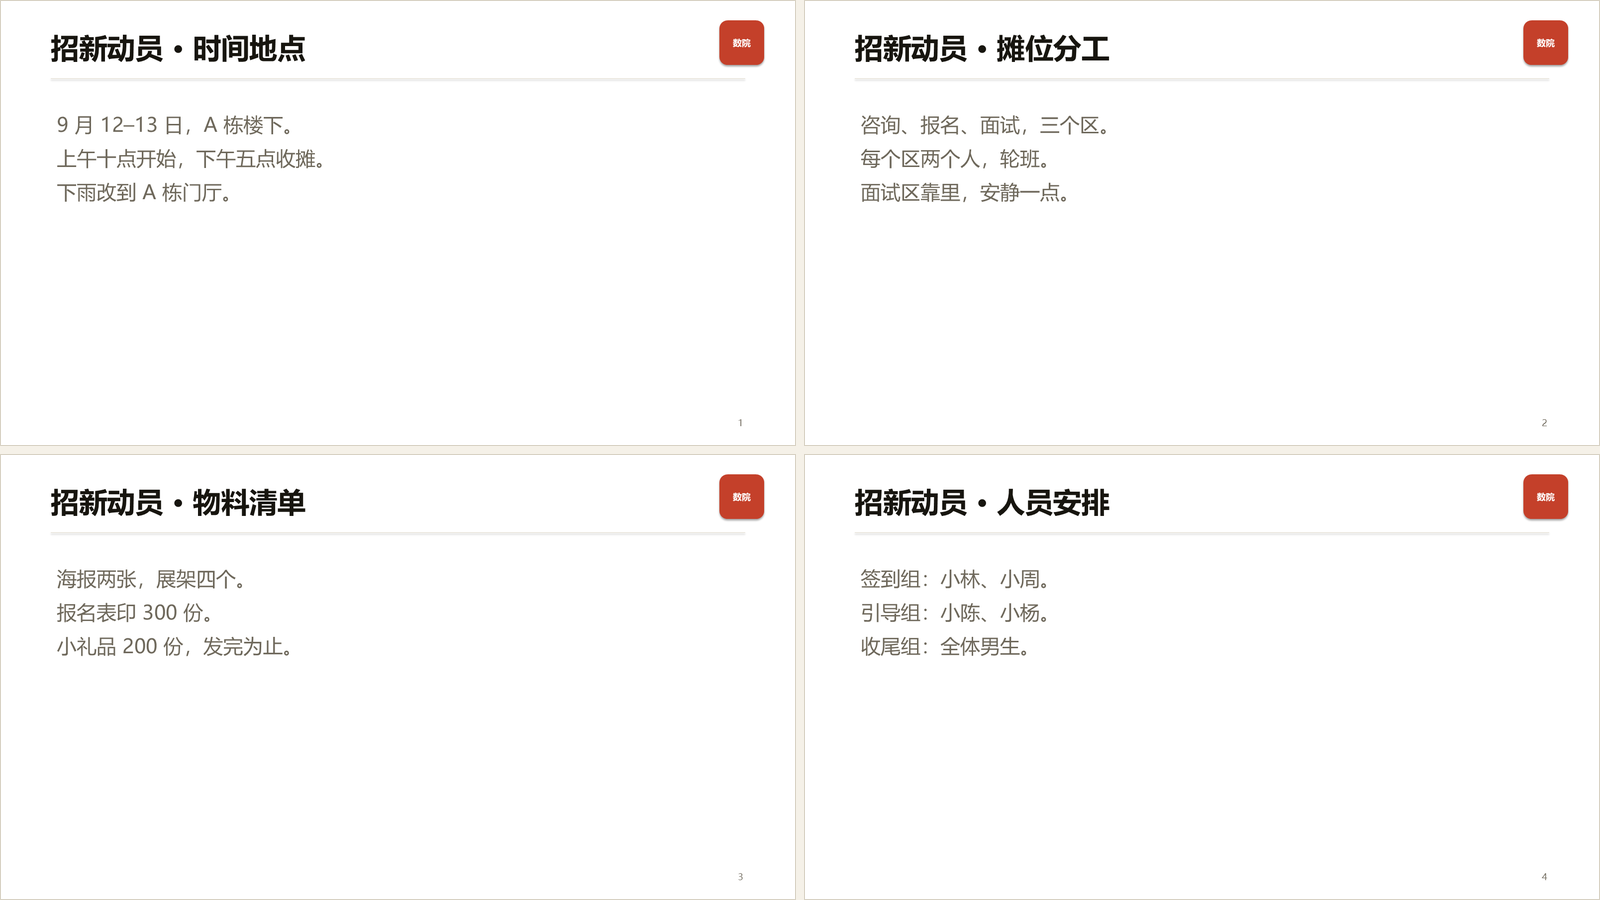 招新动员·时间地点
数院
9 月 12–13 日，A 栋楼下。
上午十点开始，下午五点收摊。
下雨改到 A 栋门厅。
1
招新动员·摊位分工
数院
咨询、报名、面试，三个区。
每个区两个人，轮班。
面试区靠里，安静一点。
2
招新动员·物料清单
数院
海报两张，展架四个。
报名表印 300 份。
小礼品 200 份，发完为止。
3
招新动员·人员安排
数院
签到组：小林、小周。
引导组：小陈、小杨。
收尾组：全体男生。
4